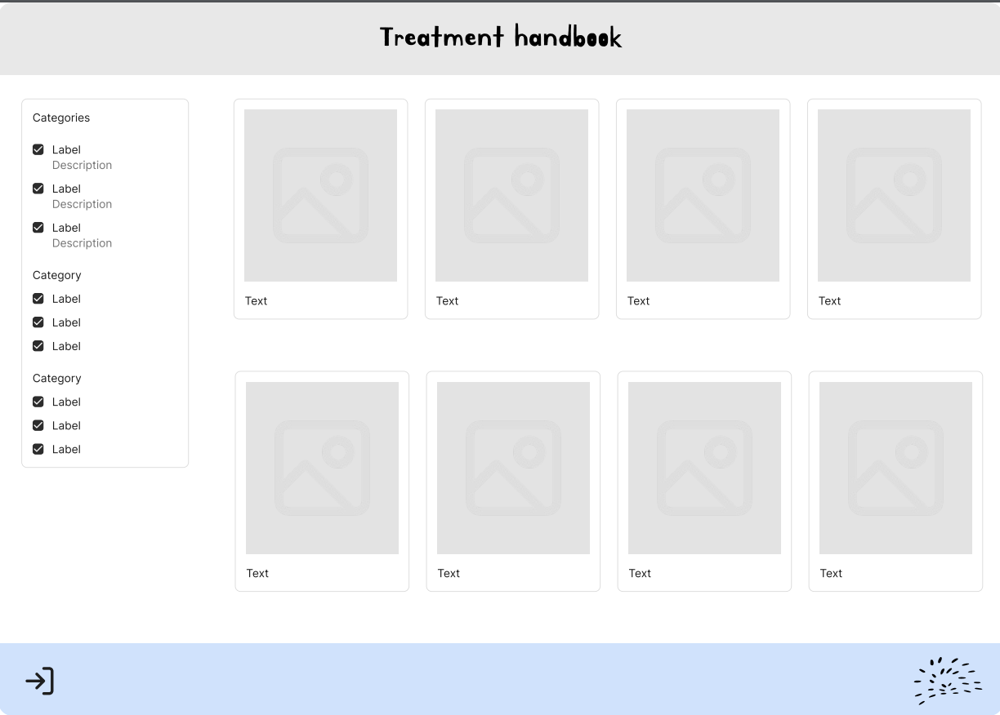 Treatment handbook
Categories
Label
Description
Label
Description
Label
Description
Category
Label
Label
Label
Category
Label
Label
Label
Text
Text
Text
Text
Text
Text
Text
Text